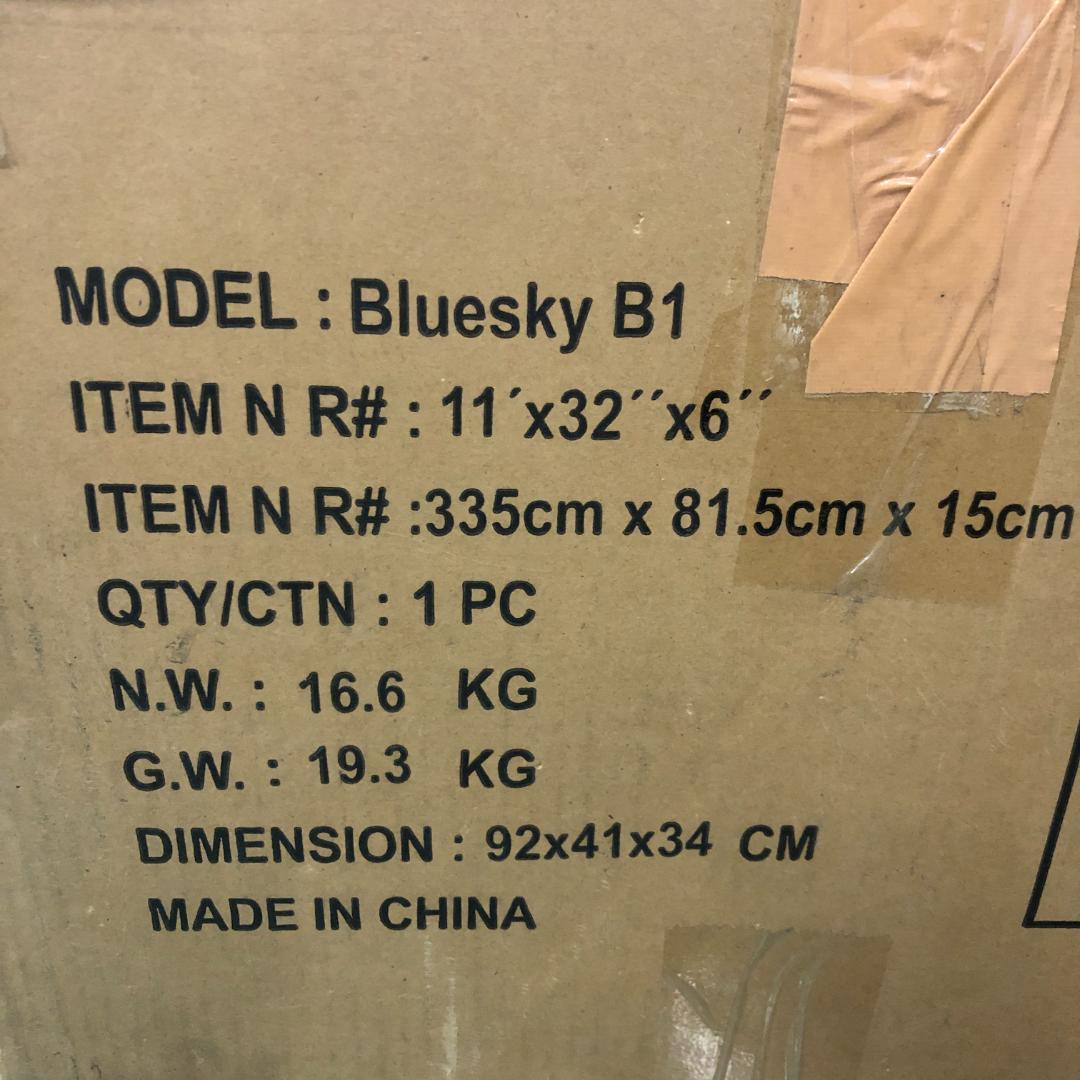 MODEL : Bluesky B1
ITEM N R# : 11´x32´´x6´´
ITEM N R# :335cm x 81.5cm x 15cm
QTY/CTN : 1 PC
N.W. : 16.6 KG
G.W. : 19.3 KG
DIMENSION : 92x41x34 CM
MADE IN CHINA